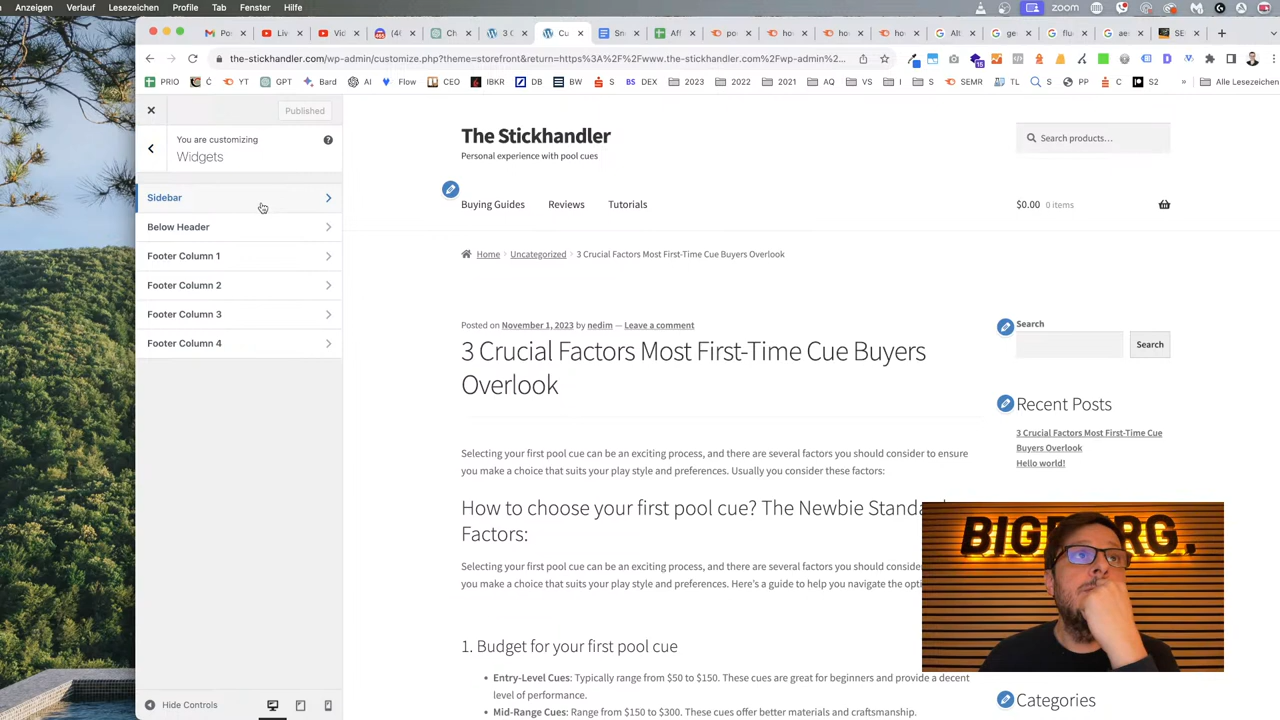 Anzeigen Verlauf Lesezeichen Profile Tab Fenster Hilfe
zoom
the-stickhandler.com/wp-admin/customize.php?theme=storefront&return=https%3A%2F%2Fwww.the-stickhandler.com%2Fwp-admin%2...
PRIO Ć YT GPT Bard AI Flow CEO IBKR DB BW S DEX 2023 2022 2021 AQ VS I S SEMR TL S PP C S2 » Alle Lesezeichen
Published
You are customizing
Widgets
Sidebar
Below Header
Footer Column 1
Footer Column 2
Footer Column 3
Footer Column 4
Hide Controls
The Stickhandler
Personal experience with pool cues
Search products…
Buying Guides Reviews Tutorials
$0.00 0 items
Home Uncategorized 3 Crucial Factors Most First-Time Cue Buyers Overlook
Posted on November 1, 2023 by nedim — Leave a comment
3 Crucial Factors Most First-Time Cue Buyers
Overlook
Selecting your first pool cue can be an exciting process, and there are several factors you should consider to ensure
you make a choice that suits your play style and preferences. Usually you consider these factors:
How to choose your first pool cue? The Newbie Standard
Factors:
Selecting your first pool cue can be an exciting process, and there are several factors you should
you make a choice that suits your play style and preferences. Here's a guide to help you navigate the
1. Budget for your first pool cue
Entry-Level Cues: Typically range from $50 to $150. These cues are great for beginners and provide a decent
level of performance.
Mid-Range Cues: Range from $150 to $300. These cues offer better materials and craftsmanship.
Search
Search
Recent Posts
3 Crucial Factors Most First-Time Cue
Buyers Overlook
Hello world!
Categories